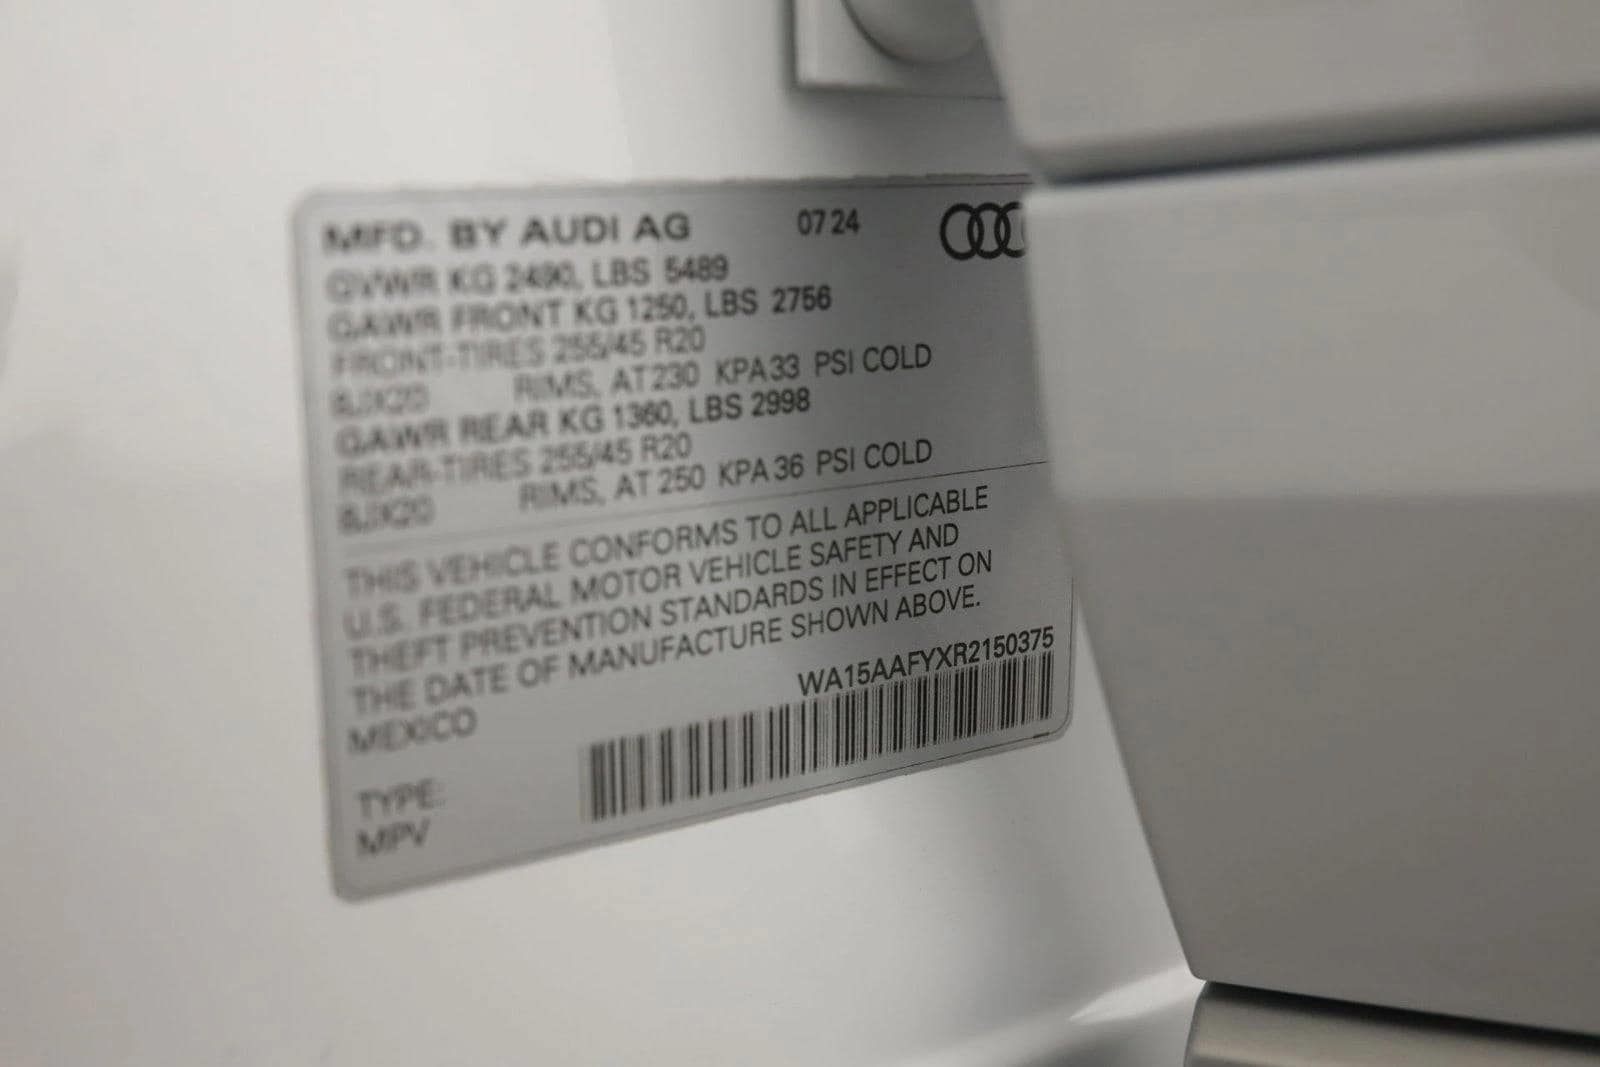 MFD. BY AUDI AG 07 24
GVWR KG 2490, LBS 5489
GAWR FRONT KG 1250, LBS 2756
FRONT-TIRES 255/45 R20
8JX20 RIMS, AT 230 KPA 33 PSI COLD
GAWR REAR KG 1360, LBS 2998
REAR-TIRES 255/45 R20
8JX20 RIMS, AT 250 KPA 36 PSI COLD
THIS VEHICLE CONFORMS TO ALL APPLICABLE
U.S. FEDERAL MOTOR VEHICLE SAFETY AND
THEFT PREVENTION STANDARDS IN EFFECT ON
THE DATE OF MANUFACTURE SHOWN ABOVE.
MEXICO WA15AAFYXR2150375
TYPE:
MPV